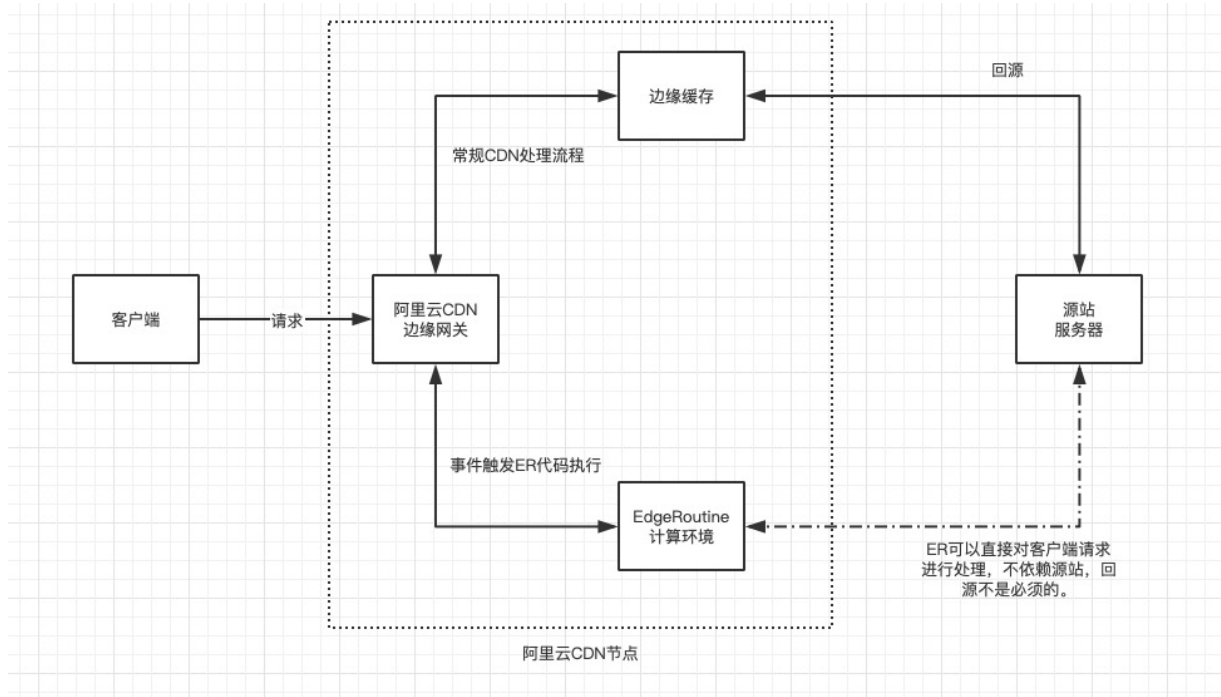 回源
边缘缓存
常规CDN处理流程
客户端
请求
阿里云CDN
边缘网关
源站
服务器
事件触发ER代码执行
EdgeRoutine
计算环境
ER可以直接对客户端请求
进行处理，不依赖源站，回
源不是必须的。
阿里云CDN节点